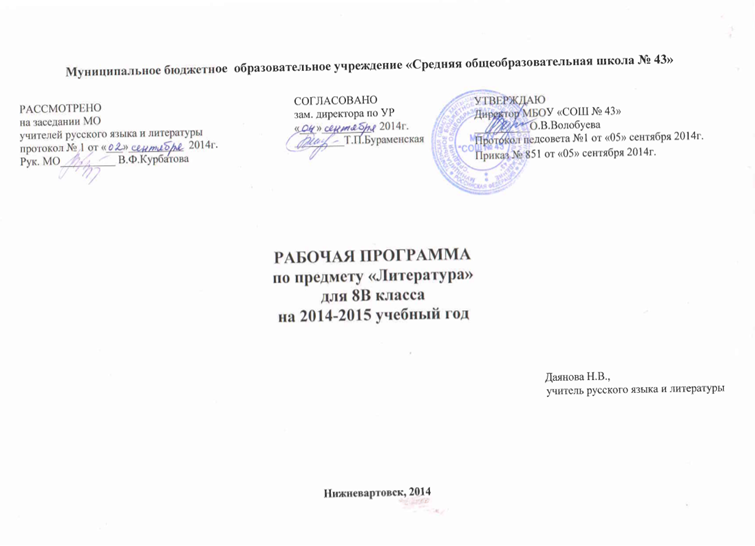 Муниципальное бюджетное образовательное учреждение «Средняя общеобразовательная школа № 43»
РАССМОТРЕНО
на заседании МО
учителей русского языка и литературы
протокол № 1 от «02» сентября 2014г.
Рук. МО__________ В.Ф.Курбатова
СОГЛАСОВАНО
зам. директора по УР
«04» сентября 2014г.
__________Т.П.Бураменская
УТВЕРЖДАЮ
Директор МБОУ «СОШ № 43»
__________О.В.Волобуева
Протокол педсовета №1 от «05» сентября 2014г.
Приказ № 851 от «05» сентября 2014г.
РАБОЧАЯ ПРОГРАММА
по предмету «Литература»
для 8В класса
на 2014-2015 учебный год
Даянова Н.В.,
учитель русского языка и литературы
Нижневартовск, 2014